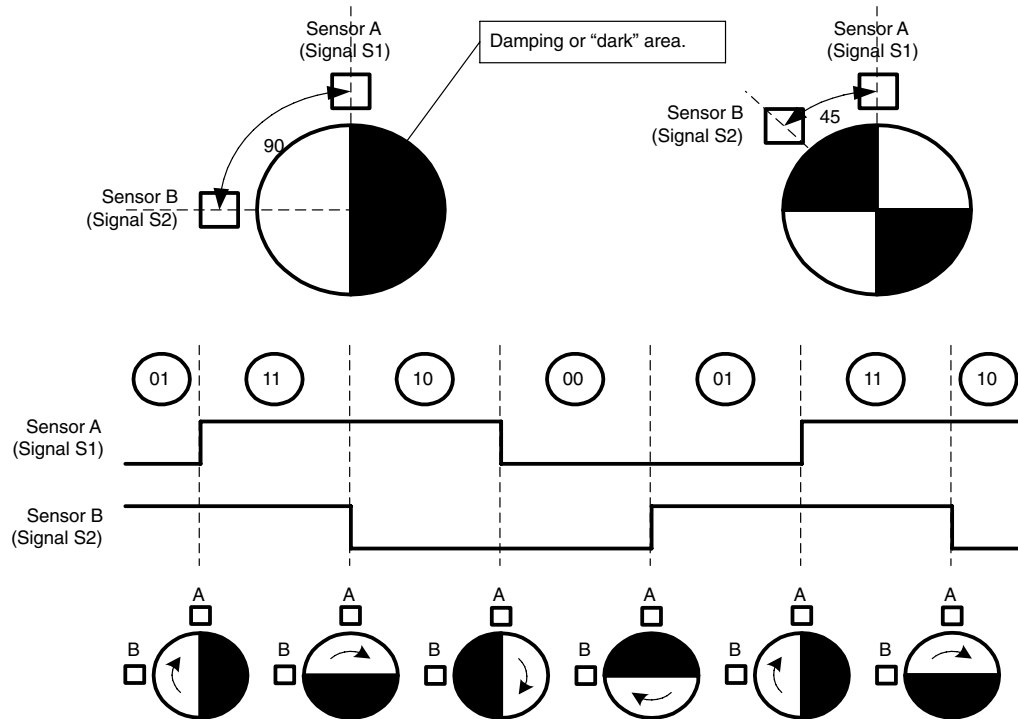 Sensor A
(Signal S1)
Damping or “dark” area.
Sensor A
(Signal S1)
Sensor B
(Signal S2)
45
90
Sensor B
(Signal S2)
01
11
10
00
01
11
10
Sensor A
(Signal S1)
Sensor B
(Signal S2)
A
A
A
A
A
A
B
B
B
B
B
B